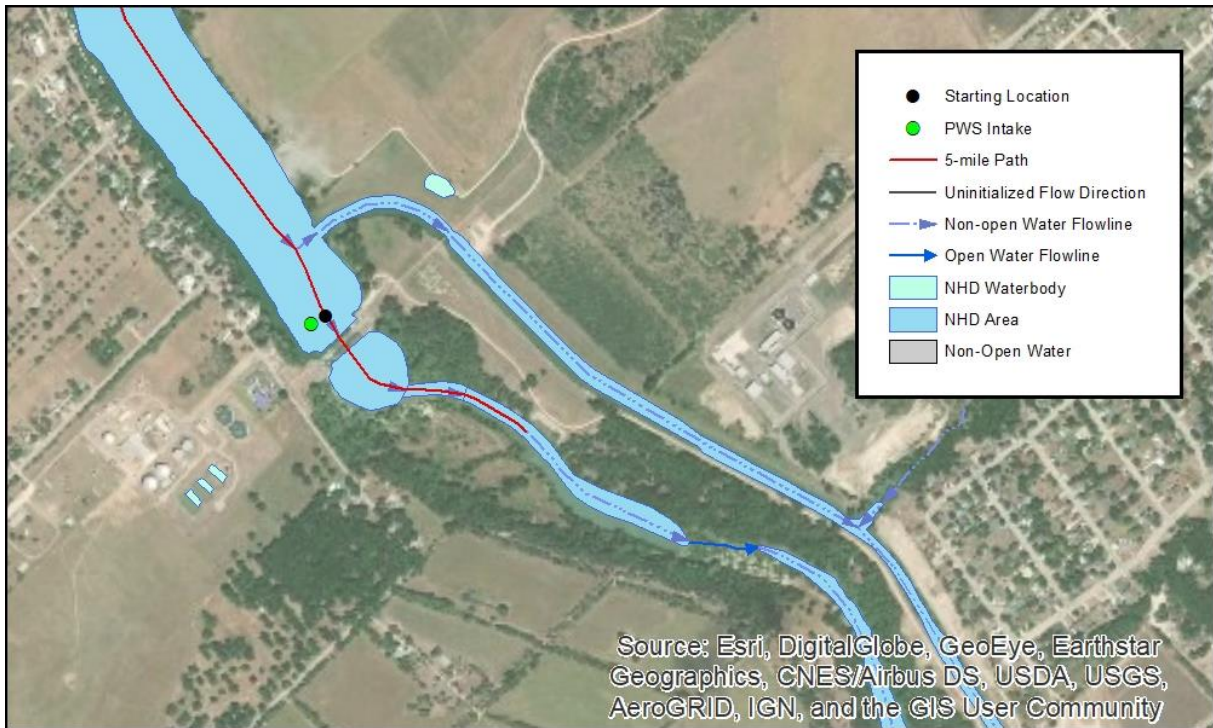 Starting Location
PWS Intake
5-mile Path
Uninitialized Flow Direction
Non-open Water Flowline
Open Water Flowline
NHD Waterbody
NHD Area
Non-Open Water
Source: Esri, DigitalGlobe, GeoEye, Earthstar
Geographics, CNES/Airbus DS, USDA, USGS,
AeroGRID, IGN, and the GIS User Community